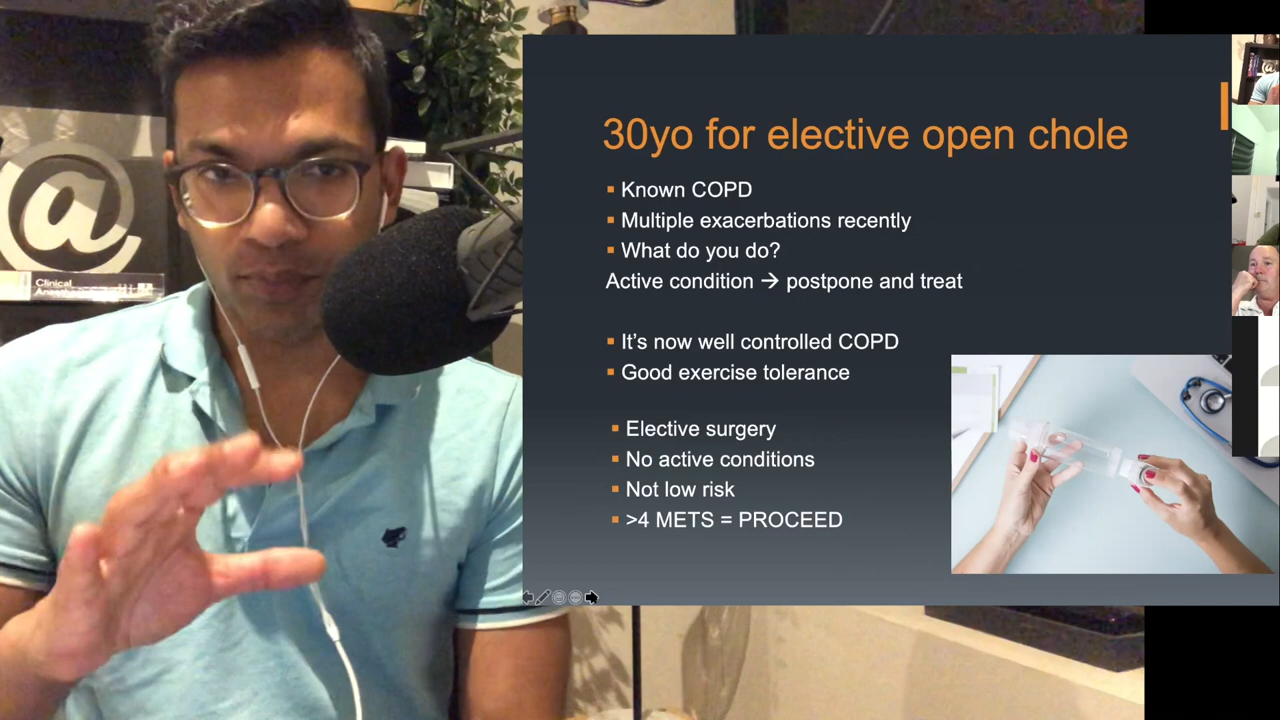 @
Clinical
30yo for elective open chole
Known COPD
Multiple exacerbations recently
What do you do?
Active condition → postpone and treat
It's now well controlled COPD
Good exercise tolerance
Elective surgery
No active conditions
Not low risk
>4 METS = PROCEED